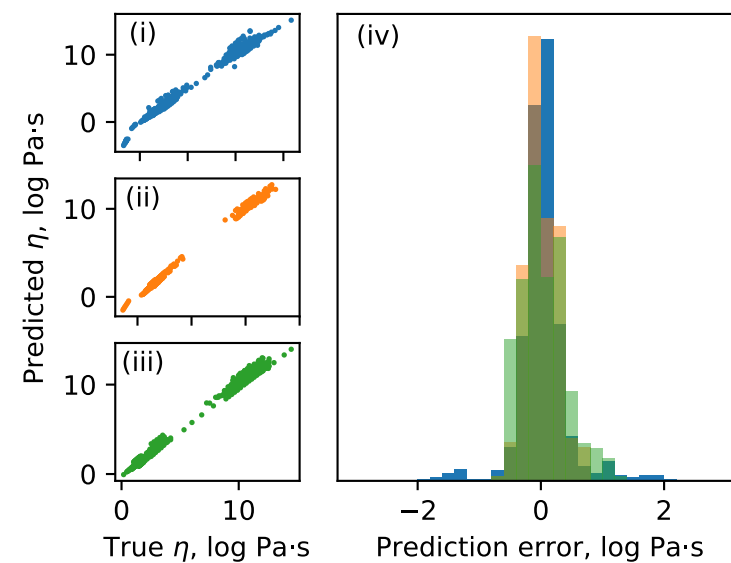 (i)
10
0
(ii)
10
0
(iii)
10
0
0 10
Predicted η, log Pa·s
True η, log Pa·s
(iv)
−2 0 2
Prediction error, log Pa·s